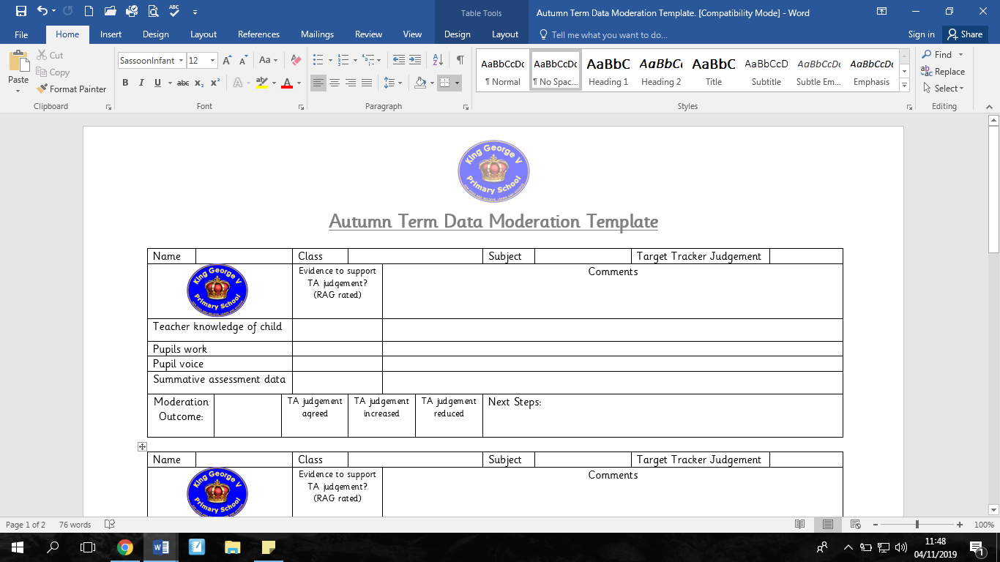 Table Tools
Autumn Term Data Moderation Template. [Compatibility Mode] - Word
File Home Insert Design Layout References Mailings Review View Design Layout Tell me what you want to do... Sign in Share
Paste
Cut
Copy
Format Painter
SassoonInfant 12
Aa
B I U abc x₂ x²
A
AaBbCcDc AaBbCcDc AaBbC AaBbCc AaBbC AaBbCcD AaBbCcDc AaBbCcDc
¶ Normal ¶ No Spac... Heading 1 Heading 2 Title Subtitle Subtle Em... Emphasis
Find
Replace
Select
Clipboard Font Paragraph Styles Editing
King George V
Primary School
Autumn Term Data Moderation Template
Name Class Subject Target Tracker Judgement
King George V
Primary School
Evidence to support
TA judgement?
(RAG rated)
Comments
Teacher knowledge of child
Pupils work
Pupil voice
Summative assessment data
Moderation
Outcome:
TA judgement
agreed
TA judgement
increased
TA judgement
reduced
Next Steps:
Name Class Subject Target Tracker Judgement
King George V
Primary School
Evidence to support
TA judgement?
(RAG rated)
Comments
Page 1 of 2 76 words
100%
11:48
04/11/2019
1